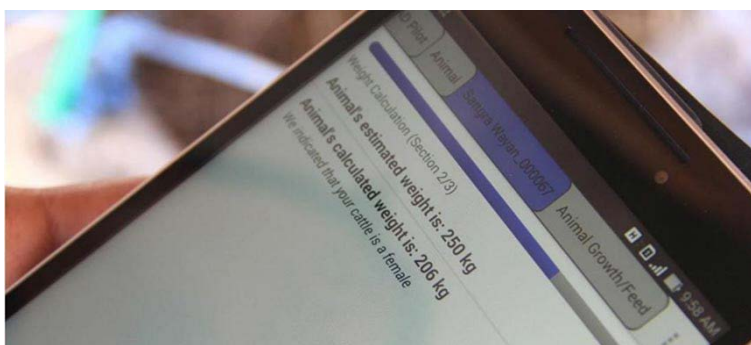 9:58 AM
Pilot
Animal
Sangra Wayan_000067
Animal Growth/Feed
Weight Calculation (Section 2/3)
Animal's estimated weight is: 250 kg
Animal's calculated weight is: 206 kg
We indicated that your cattle is a female